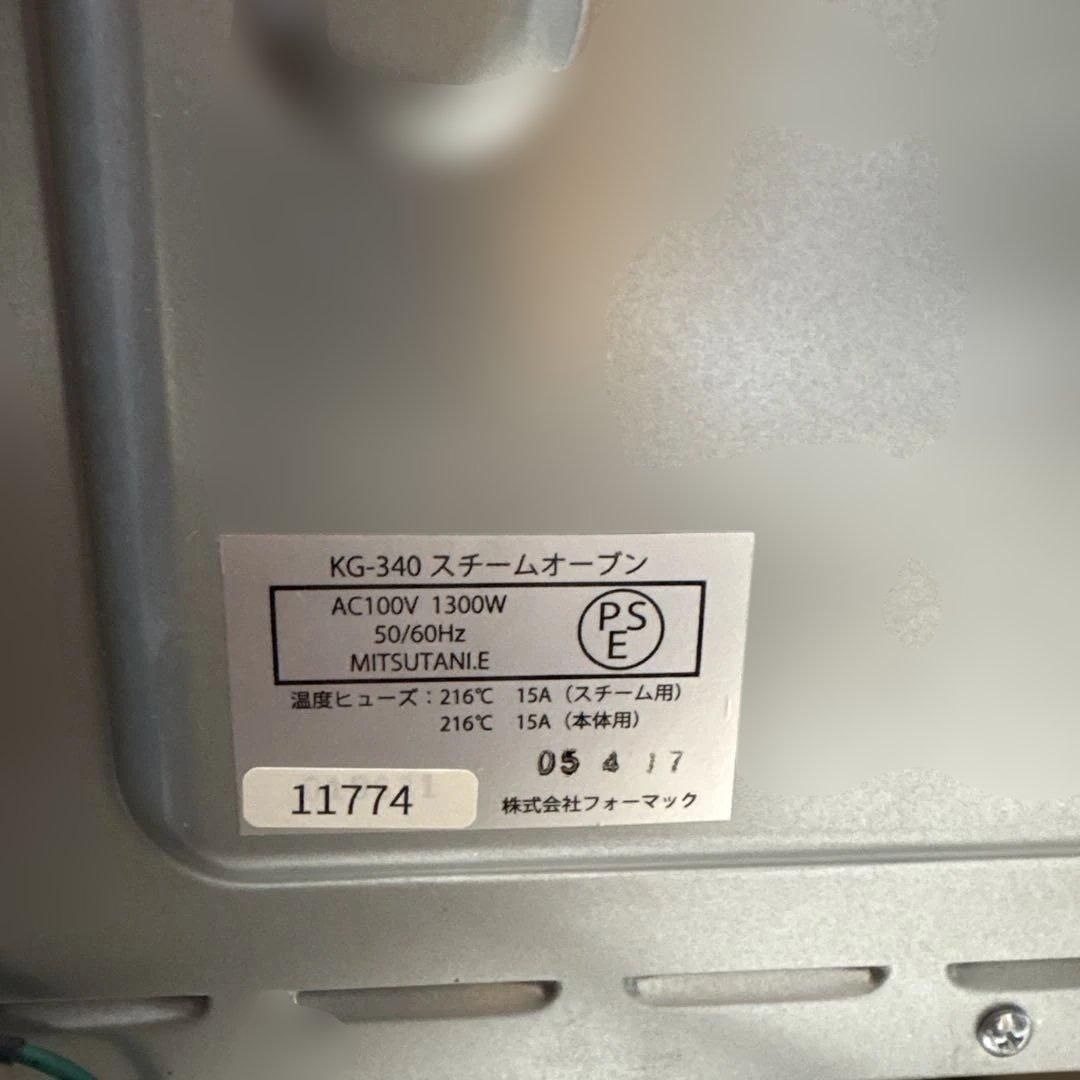 KG-340 スチームオーブン
AC100V 1300W
50/60Hz
MITSUTANI.E
PSE
温度ヒューズ：216℃ 15A（スチーム用）
216℃ 15A（本体用）
05 4 17
11774
株式会社フォーマック